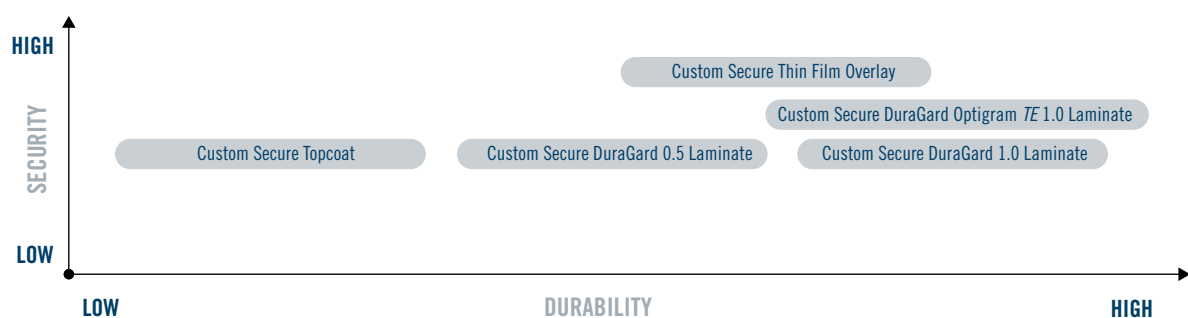 HIGH
Custom Secure Thin Film Overlay
Custom Secure DuraGard Optigram TE 1.0 Laminate
SECURITY
Custom Secure Topcoat
Custom Secure DuraGard 0.5 Laminate
Custom Secure DuraGard 1.0 Laminate
LOW
LOW
DURABILITY
HIGH